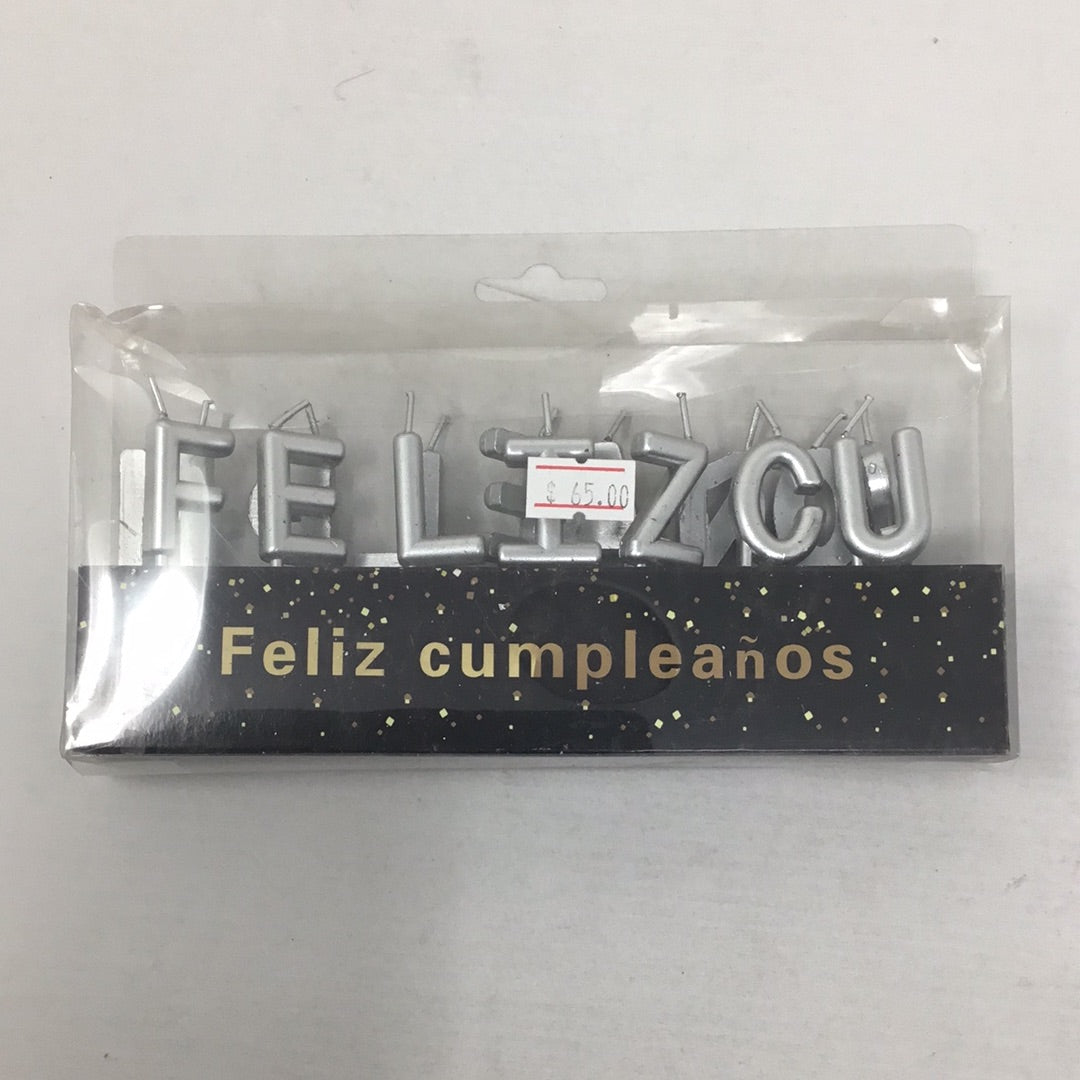 FELIZCU
$ 65.00
Feliz cumpleaños